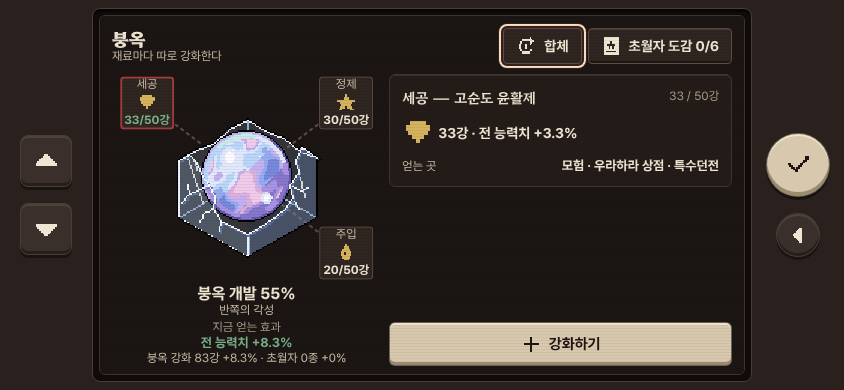 붕옥
재료마다 따로 강화한다
합체
초월자 도감 0/6
세공
33/50강
정제
30/50강
주입
20/50강
붕옥 개발 55%
반쪽의 각성
지금 얻는 효과
전 능력치 +8.3%
붕옥 강화 83강 +8.3% · 초월자 0종 +0%
세공 — 고순도 윤활제
33 / 50강
33강 · 전 능력치 +3.3%
얻는 곳
모험 · 우라하라 상점 · 특수던전
강화하기